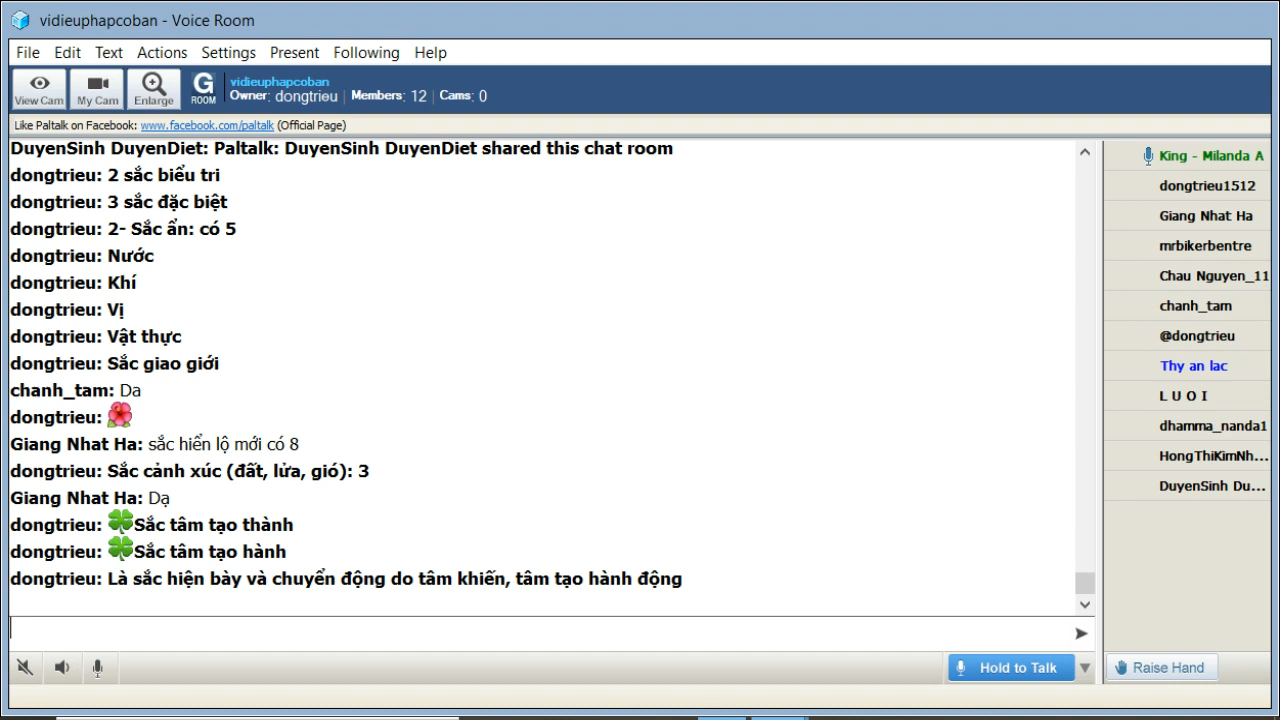 vidieuphapcoban - Voice Room
File Edit Text Actions Settings Present Following Help
View Cam
My Cam
Enlarge
G ROOM
vidieuphapcoban
Owner: dongtrieu | Members: 12 | Cams: 0
Like Paltalk on Facebook: www.facebook.com/paltalk (Official Page)
DuyenSinh DuyenDiet: Paltalk: DuyenSinh DuyenDiet shared this chat room
dongtrieu: 2 sắc biểu tri
dongtrieu: 3 sắc đặc biệt
dongtrieu: 2- Sắc ẩn: có 5
dongtrieu: Nước
dongtrieu: Khí
dongtrieu: Vị
dongtrieu: Vật thực
dongtrieu: Sắc giao giới
chanh_tam: Da
dongtrieu:
Giang Nhat Ha: sắc hiển lộ mới có 8
dongtrieu: Sắc cảnh xúc (đất, lửa, gió): 3
Giang Nhat Ha: Dạ
dongtrieu: 🍀Sắc tâm tạo thành
dongtrieu: 🍀Sắc tâm tạo hành
dongtrieu: Là sắc hiện bày và chuyển động do tâm khiến, tâm tạo hành động
King - Milanda A
dongtrieu1512
Giang Nhat Ha
mrbikerbentre
Chau Nguyen_11
chanh_tam
@dongtrieu
Thy an lac
L U O I
dhamma_nanda1
HongThiKimNh...
DuyenSinh Du...
Hold to Talk
Raise Hand